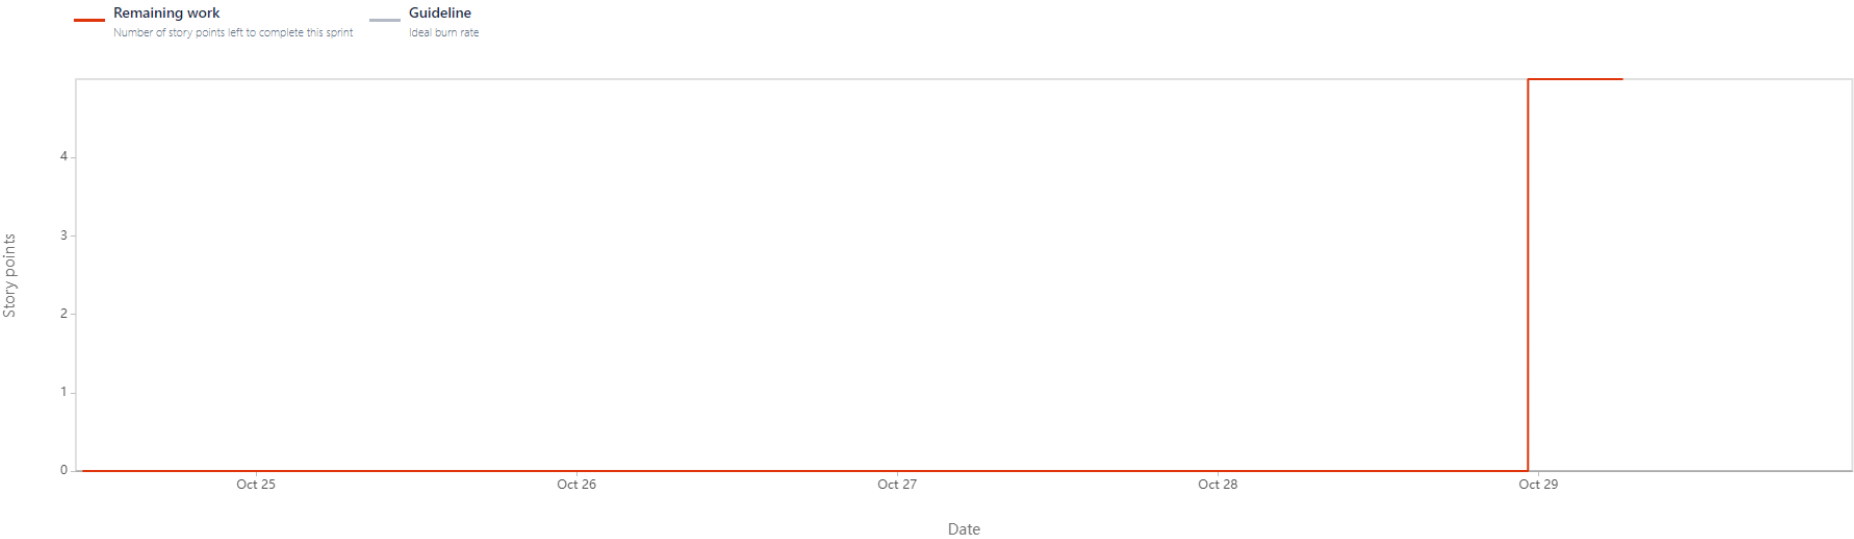 Remaining work
Number of story points left to complete this sprint
Guideline
Ideal burn rate
Story points
4
3
2
1
0
Oct 25
Oct 26
Oct 27
Oct 28
Oct 29
Date